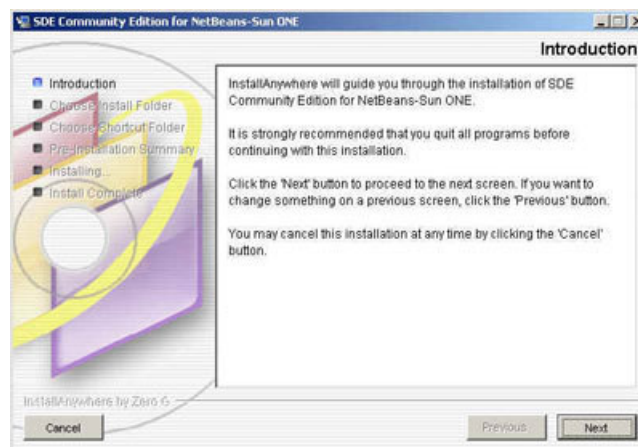 SDE Community Edition for NetBeans-Sun ONE
Introduction
Introduction
Choose Install Folder
Choose Shortcut Folder
Pre-Installation Summary
Installing...
Install Complete
InstallAnywhere will guide you through the installation of SDE
Community Edition for NetBeans-Sun ONE.
It is strongly recommended that you quit all programs before
continuing with this installation.
Click the 'Next' button to proceed to the next screen. If you want to
change something on a previous screen, click the 'Previous' button.
You may cancel this installation at any time by clicking the 'Cancel'
button.
InstallAnywhere by Zero G
Cancel
Previous
Next